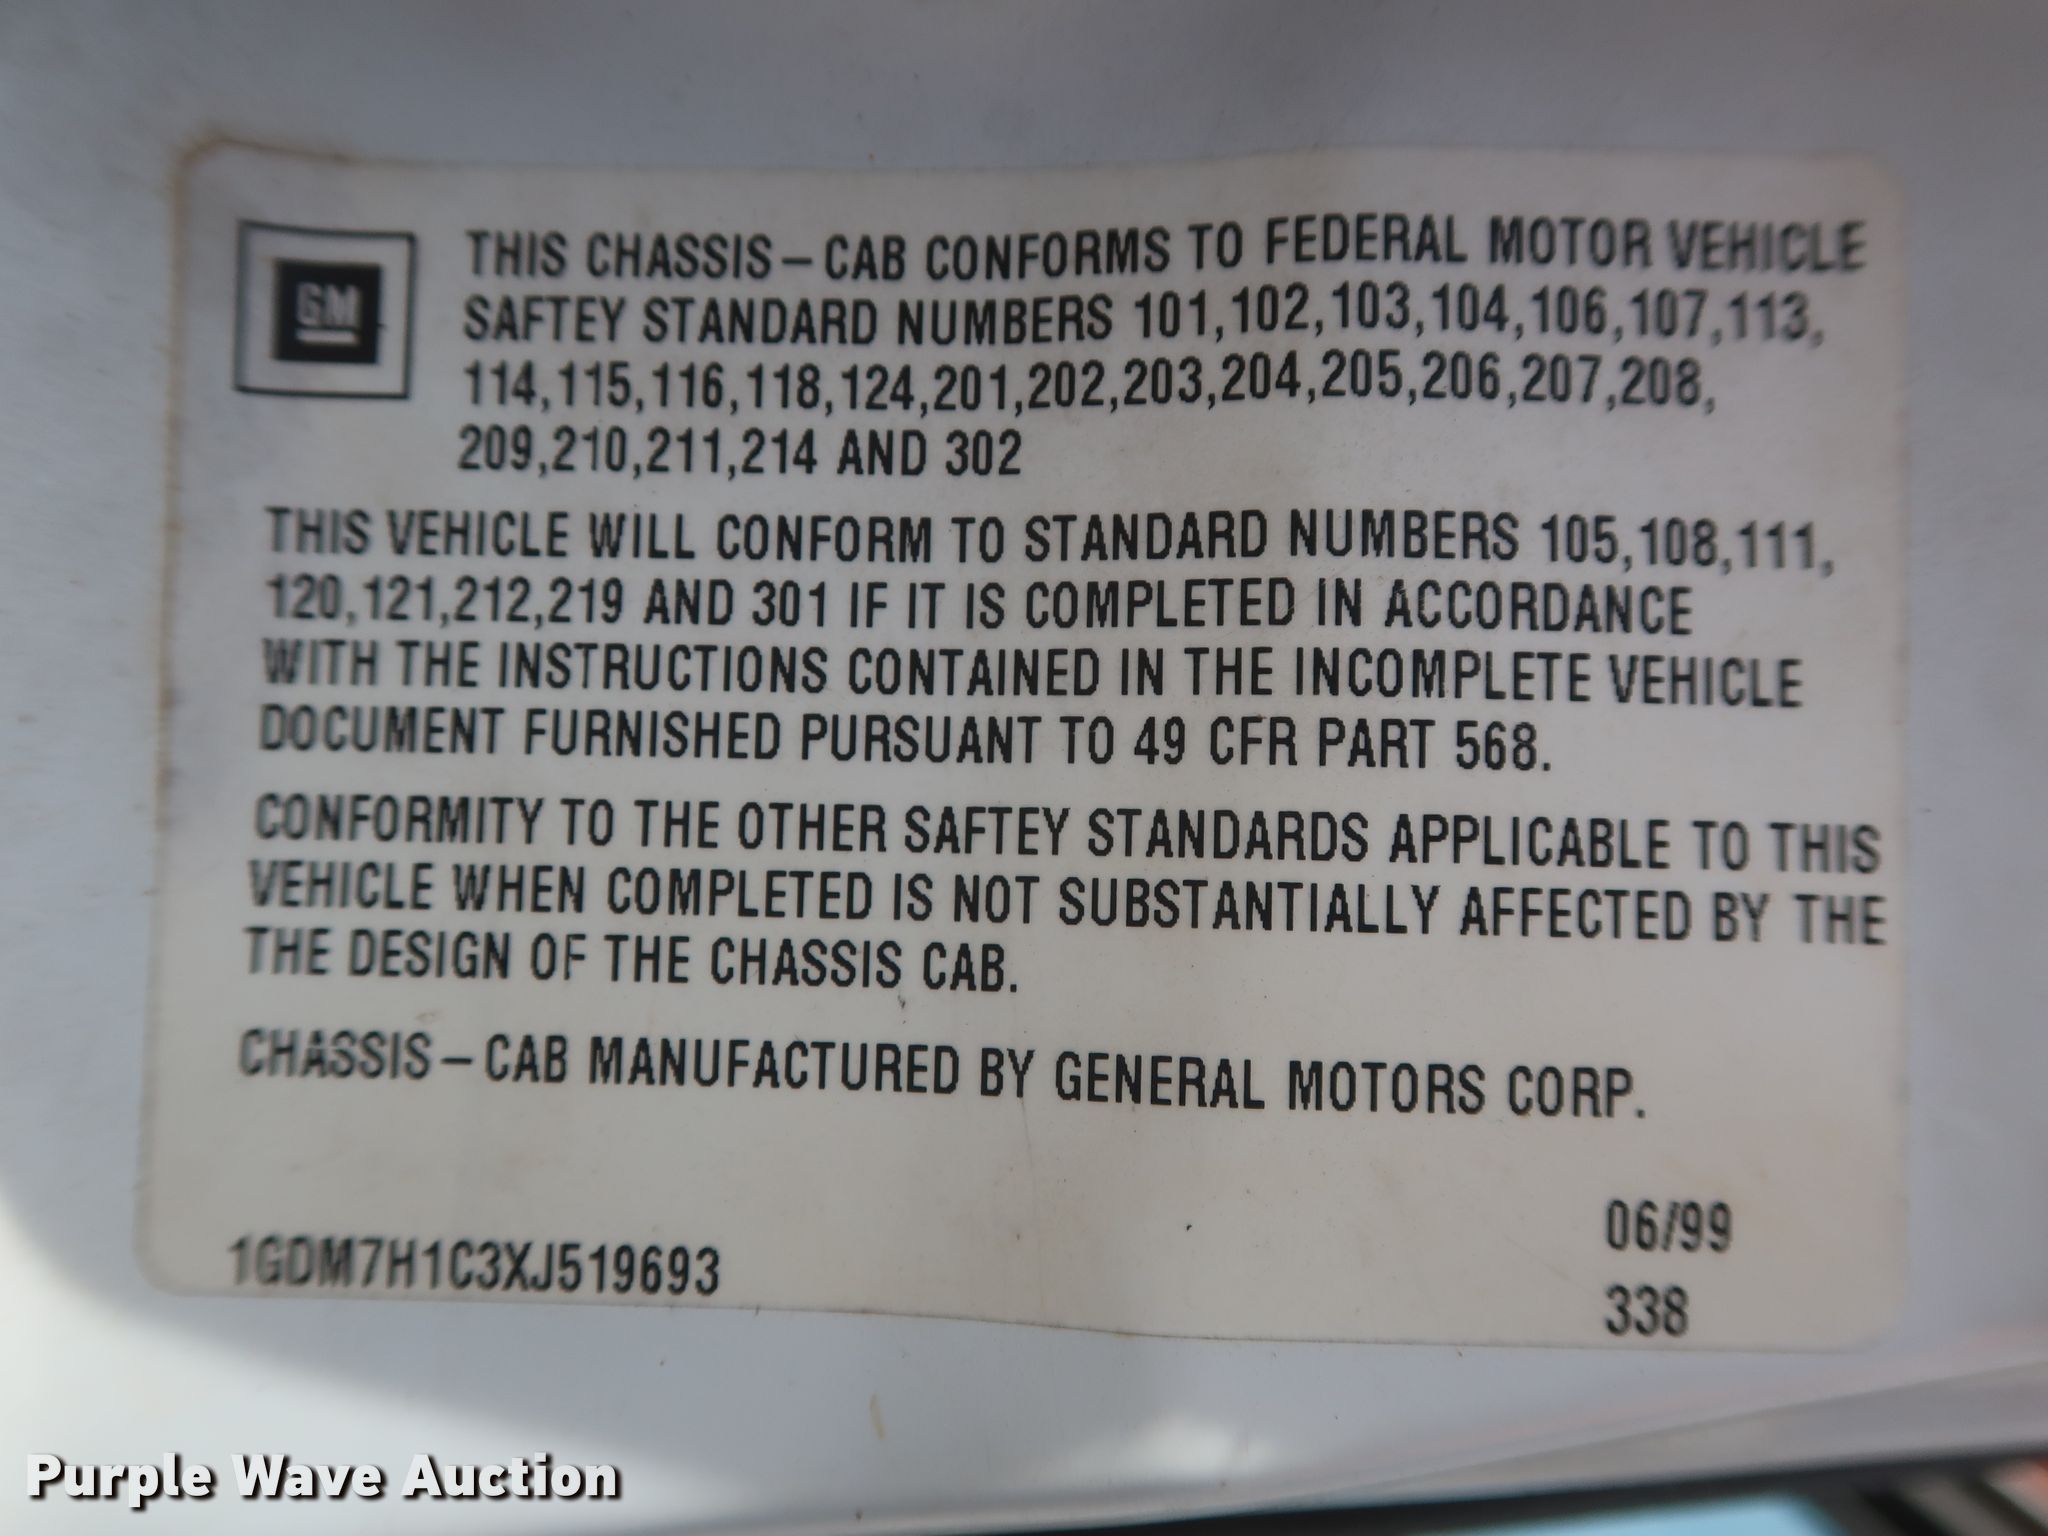 GM
THIS CHASSIS-CAB CONFORMS TO FEDERAL MOTOR VEHICLE
SAFTEY STANDARD NUMBERS 101,102,103,104,106,107,113,
114,115,116,118,124,201,202,203,204,205,206,207,208,
209,210,211,214 AND 302
THIS VEHICLE WILL CONFORM TO STANDARD NUMBERS 105,108,111,
120,121,212,219 AND 301 IF IT IS COMPLETED IN ACCORDANCE
WITH THE INSTRUCTIONS CONTAINED IN THE INCOMPLETE VEHICLE
DOCUMENT FURNISHED PURSUANT TO 49 CFR PART 568.
CONFORMITY TO THE OTHER SAFTEY STANDARDS APPLICABLE TO THIS
VEHICLE WHEN COMPLETED IS NOT SUBSTANTIALLY AFFECTED BY THE
THE DESIGN OF THE CHASSIS CAB.
CHASSIS-CAB MANUFACTURED BY GENERAL MOTORS CORP.
06/99
1GDM7H1C3XJ519693
338
Purple Wave Auction